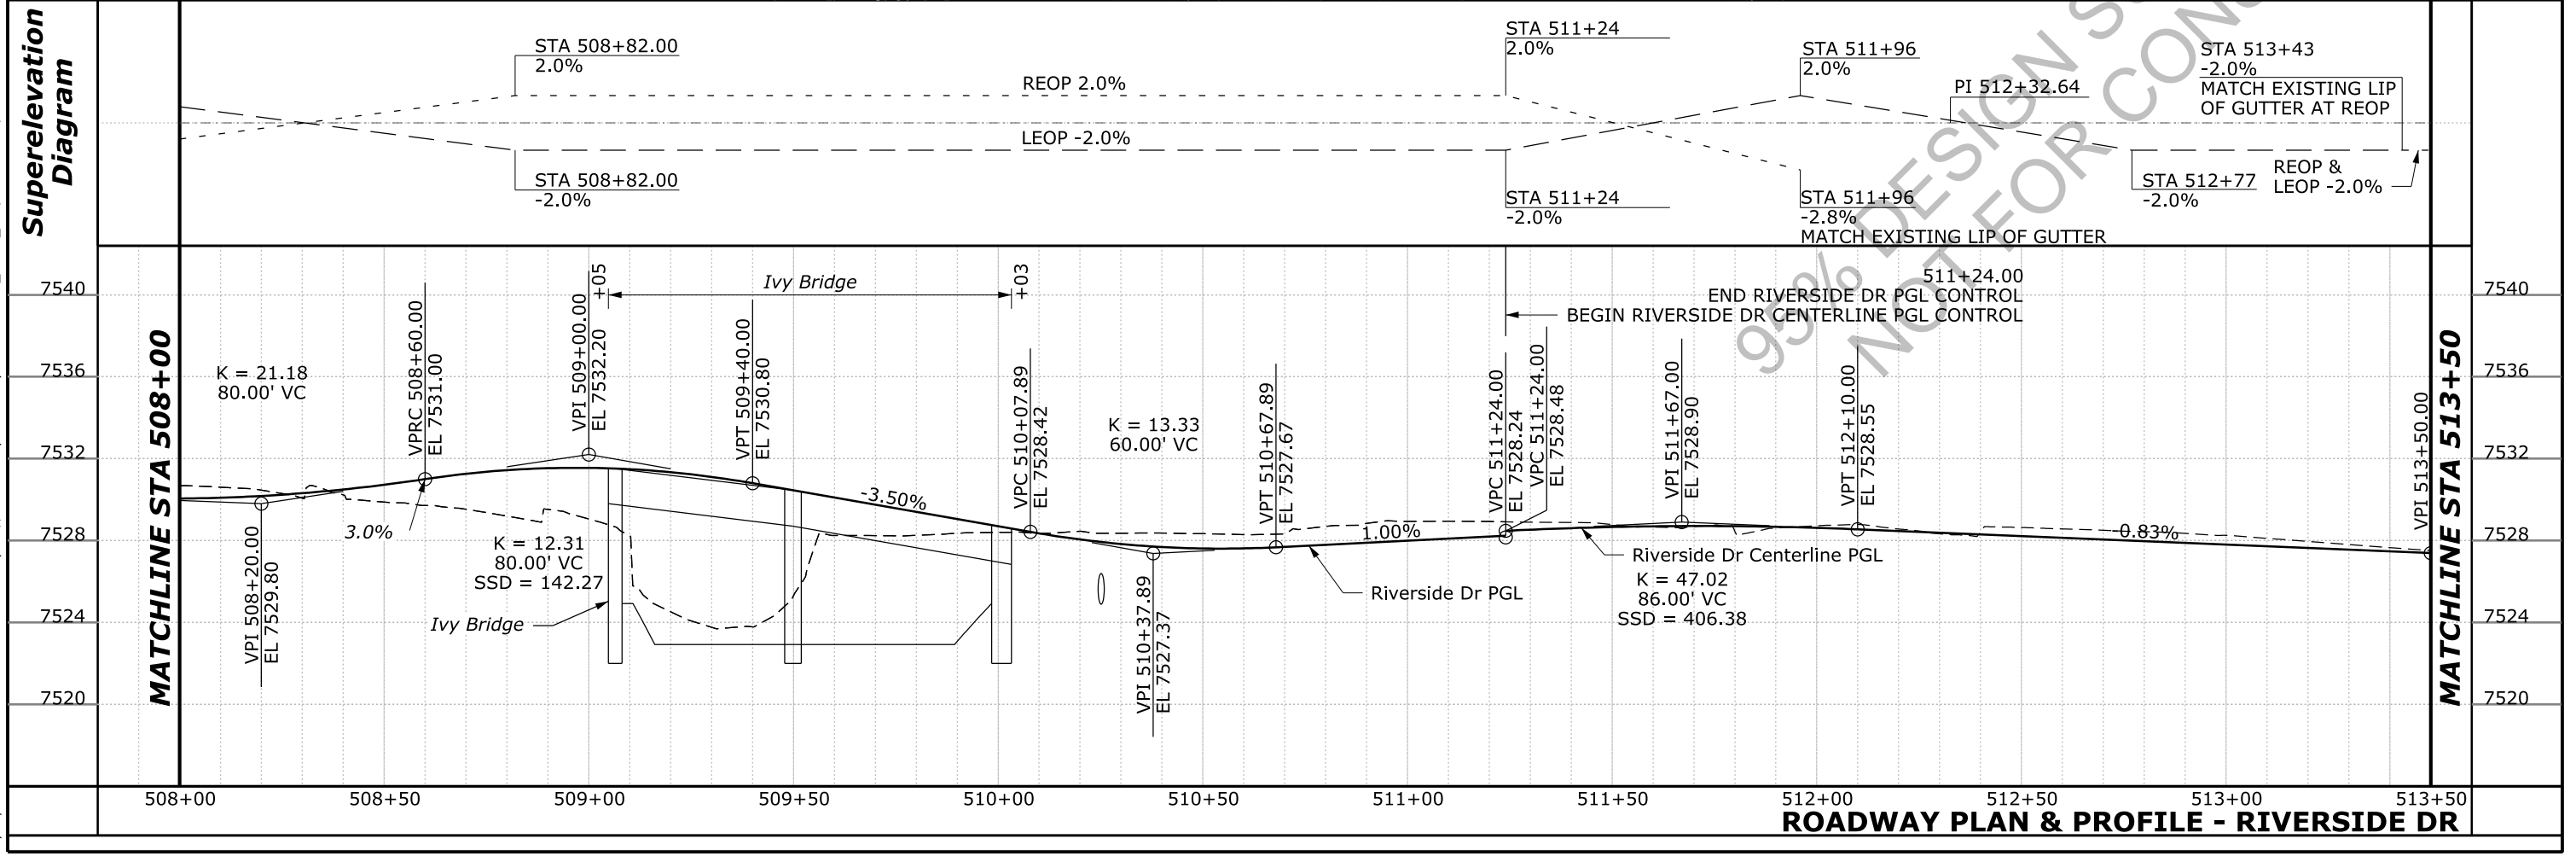 Superelevation
Diagram
STA 508+82.00
2.0%
STA 508+82.00
-2.0%
REOP 2.0%
LEOP -2.0%
STA 511+24
2.0%
STA 511+24
-2.0%
STA 511+96
2.0%
STA 511+96
-2.8%
MATCH EXISTING LIP OF GUTTER
PI 512+32.64
STA 513+43
-2.0%
MATCH EXISTING LIP
OF GUTTER AT REOP
STA 512+77
-2.0%
REOP &
LEOP -2.0%
95% DESIGN
NOT FOR
7540
7536
7532
7528
7524
7520
MATCHLINE STA 508+00
K = 21.18
80.00' VC
VPI 508+20.00
EL 7529.80
VPRC 508+60.00
EL 7531.00
3.0%
VPI 509+00.00
EL 7532.20
+05
Ivy Bridge
+03
K = 12.31
80.00' VC
SSD = 142.27
Ivy Bridge
VPT 509+40.00
EL 7530.80
-3.50%
VPC 510+07.89
EL 7528.42
K = 13.33
60.00' VC
VPI 510+37.89
EL 7527.37
VPT 510+67.89
EL 7527.67
1.00%
Riverside Dr PGL
511+24.00
END RIVERSIDE DR PGL CONTROL
BEGIN RIVERSIDE DR CENTERLINE PGL CONTROL
VPC 511+24.00
EL 7528.24
VPC 511+24.00
EL 7528.48
VPI 511+67.00
EL 7528.90
Riverside Dr Centerline PGL
K = 47.02
86.00' VC
SSD = 406.38
VPT 512+10.00
EL 7528.55
-0.83%
VPI 513+50.00
MATCHLINE STA 513+50
7540
7536
7532
7528
7524
7520
508+00
508+50
509+00
509+50
510+00
510+50
511+00
511+50
512+00
512+50
513+00
513+50
ROADWAY PLAN & PROFILE - RIVERSIDE DR